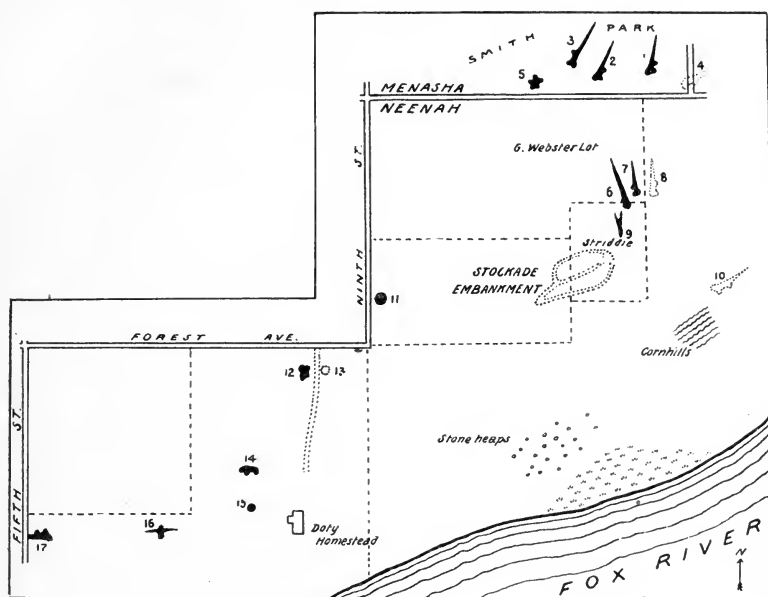 SMITH PARK
3
2
4
5
MENASHA
NEENAH
G. Webster Lot
7
8
6
9
Striddle
STOCKADE
EMBANKMENT
10
NINTH ST.
11
Cornhills
FOREST AVE.
12
13
FIFTH ST.
14
15
16
17
Doty
Homestead
Stone heaps
FOX RIVER
N